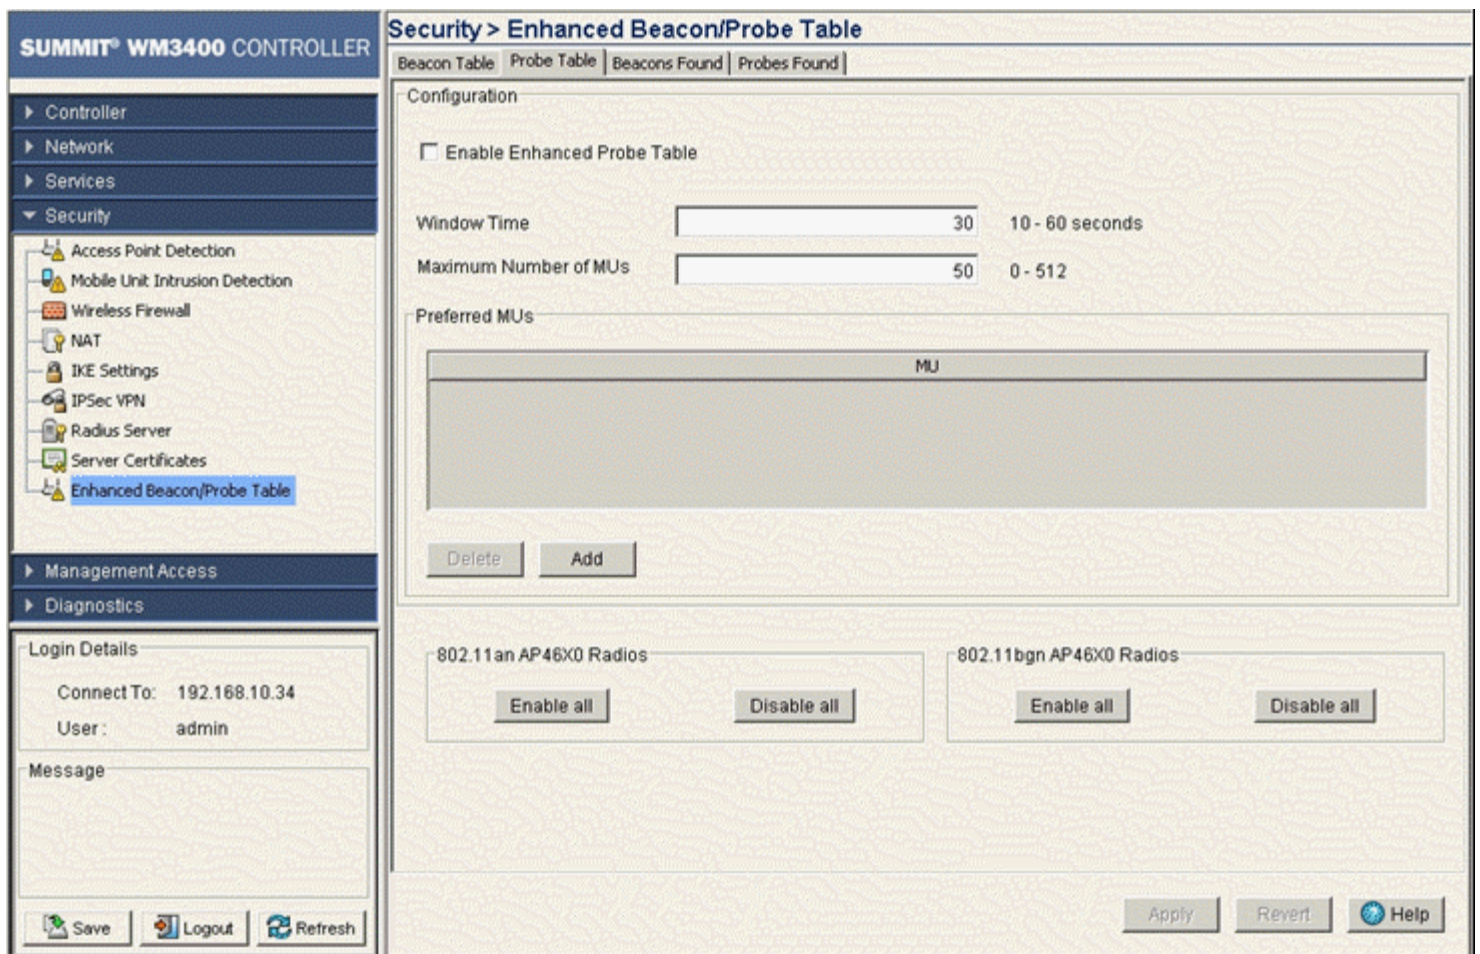 SUMMIT® WM3400 CONTROLLER
Controller
Network
Services
Security
Access Point Detection
Mobile Unit Intrusion Detection
Wireless Firewall
NAT
IKE Settings
IPSec VPN
Radius Server
Server Certificates
Enhanced Beacon/Probe Table
Management Access
Diagnostics
Login Details
Connect To: 192.168.10.34
User : admin
Message
Save Logout Refresh
Security > Enhanced Beacon/Probe Table
Beacon Table Probe Table Beacons Found Probes Found
Configuration
Enable Enhanced Probe Table
Window Time 30 10 - 60 seconds
Maximum Number of MUs 50 0 - 512
Preferred MUs
MU
Delete Add
802.11an AP46X0 Radios
Enable all Disable all
802.11bgn AP46X0 Radios
Enable all Disable all
Apply Revert Help